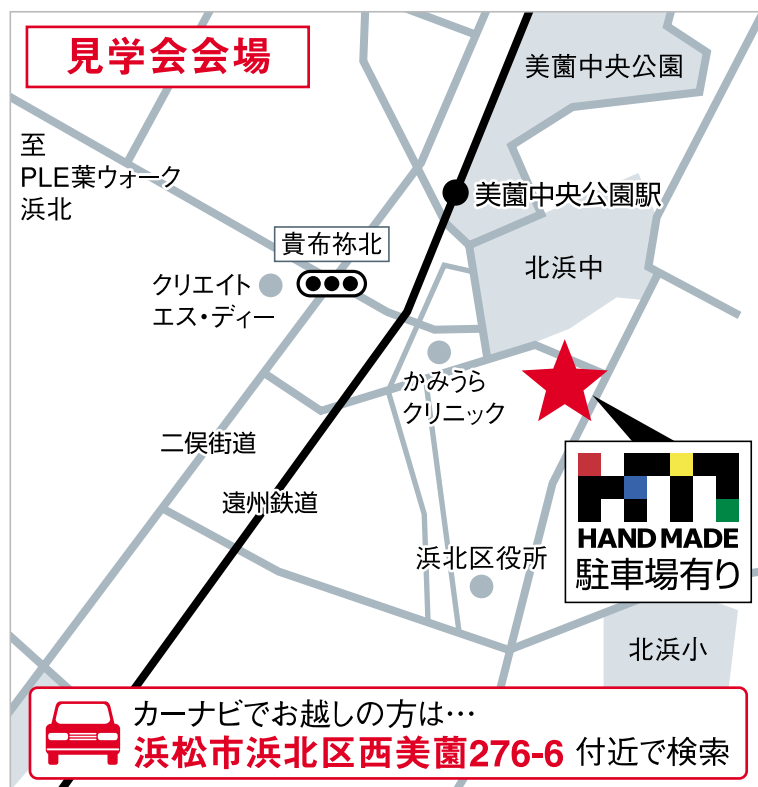 見学会会場
美薗中央公園
至
PLE葉ウォーク
浜北
美薗中央公園駅
貴布祢北
北浜中
クリエイト
エス・ディー
かみうら
クリニック
二俣街道
遠州鉄道
HAND MADE
駐車場有り
浜北区役所
北浜小
カーナビでお越しの方は…
浜松市浜北区西美薗276-6 付近で検索